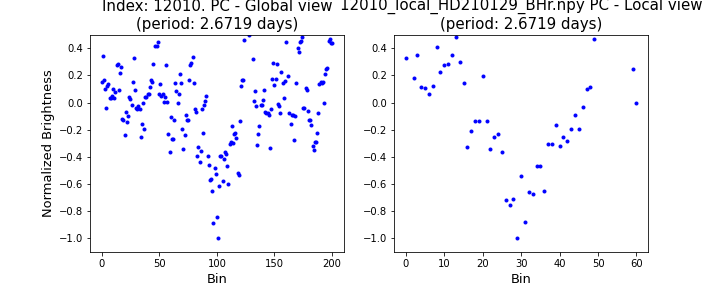 Index: 12010. PC - Global view
(period: 2.6719 days)
12010_local_HD210129_BHr.npy PC - Local view
(period: 2.6719 days)
Normalized Brightness
0.4
0.2
0.0
−0.2
−0.4
−0.6
−0.8
−1.0
0 50 100 150 200
Bin
0.4
0.2
0.0
−0.2
−0.4
−0.6
−0.8
−1.0
0 10 20 30 40 50 60
Bin